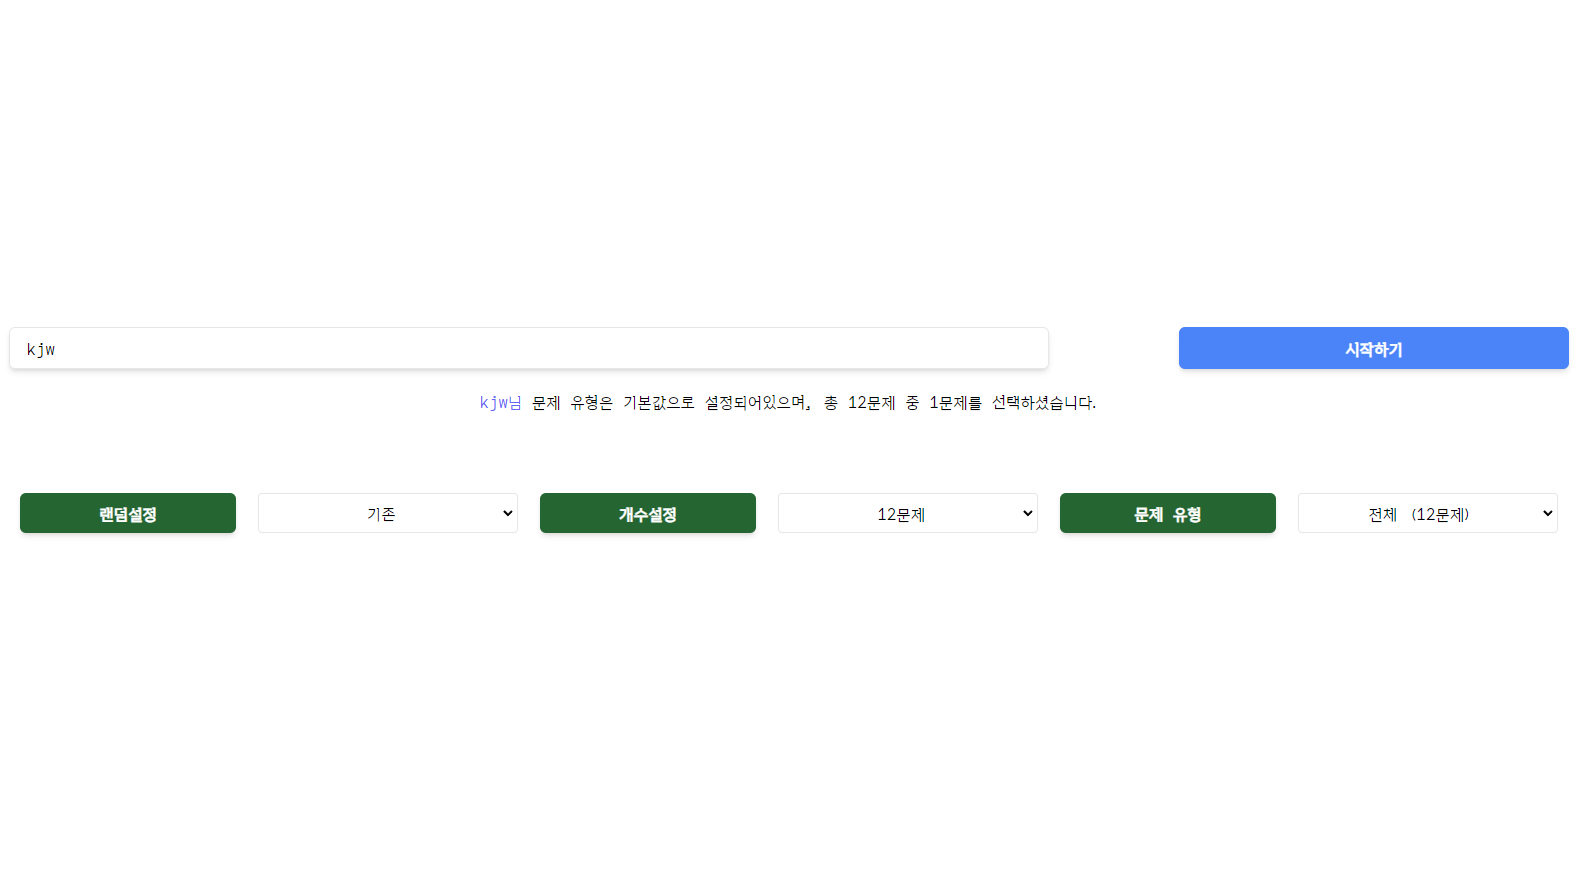 kjw
시작하기
kjw님 문제 유형은 기본값으로 설정되어있으며, 총 12문제 중 1문제를 선택하셨습니다.
랜덤설정 기존 개수설정 12문제 문제 유형 전체 (12문제)